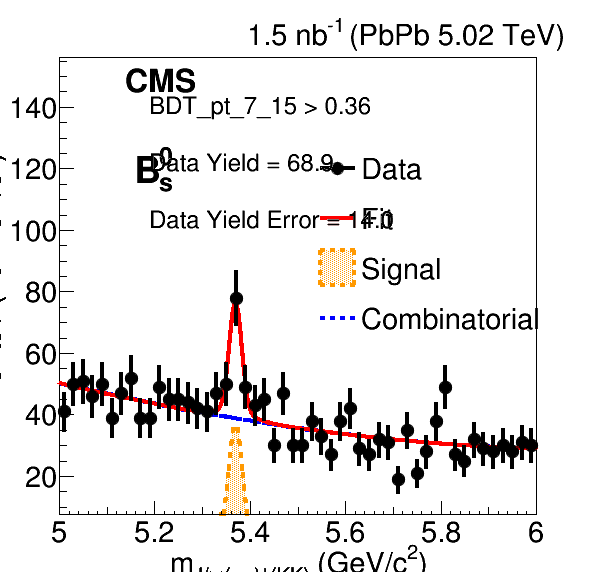 1.5 nb-1 (PbPb 5.02 TeV)
CMS
BDT_pt_7_15 > 0.36
B0s
Data Yield = 68.9
Data Yield Error = 14.0
Data
Fit
Signal
Combinatorial
140
120
100
80
60
40
20
5 5.2 5.4 5.6 5.8 6
m (GeV/c2)